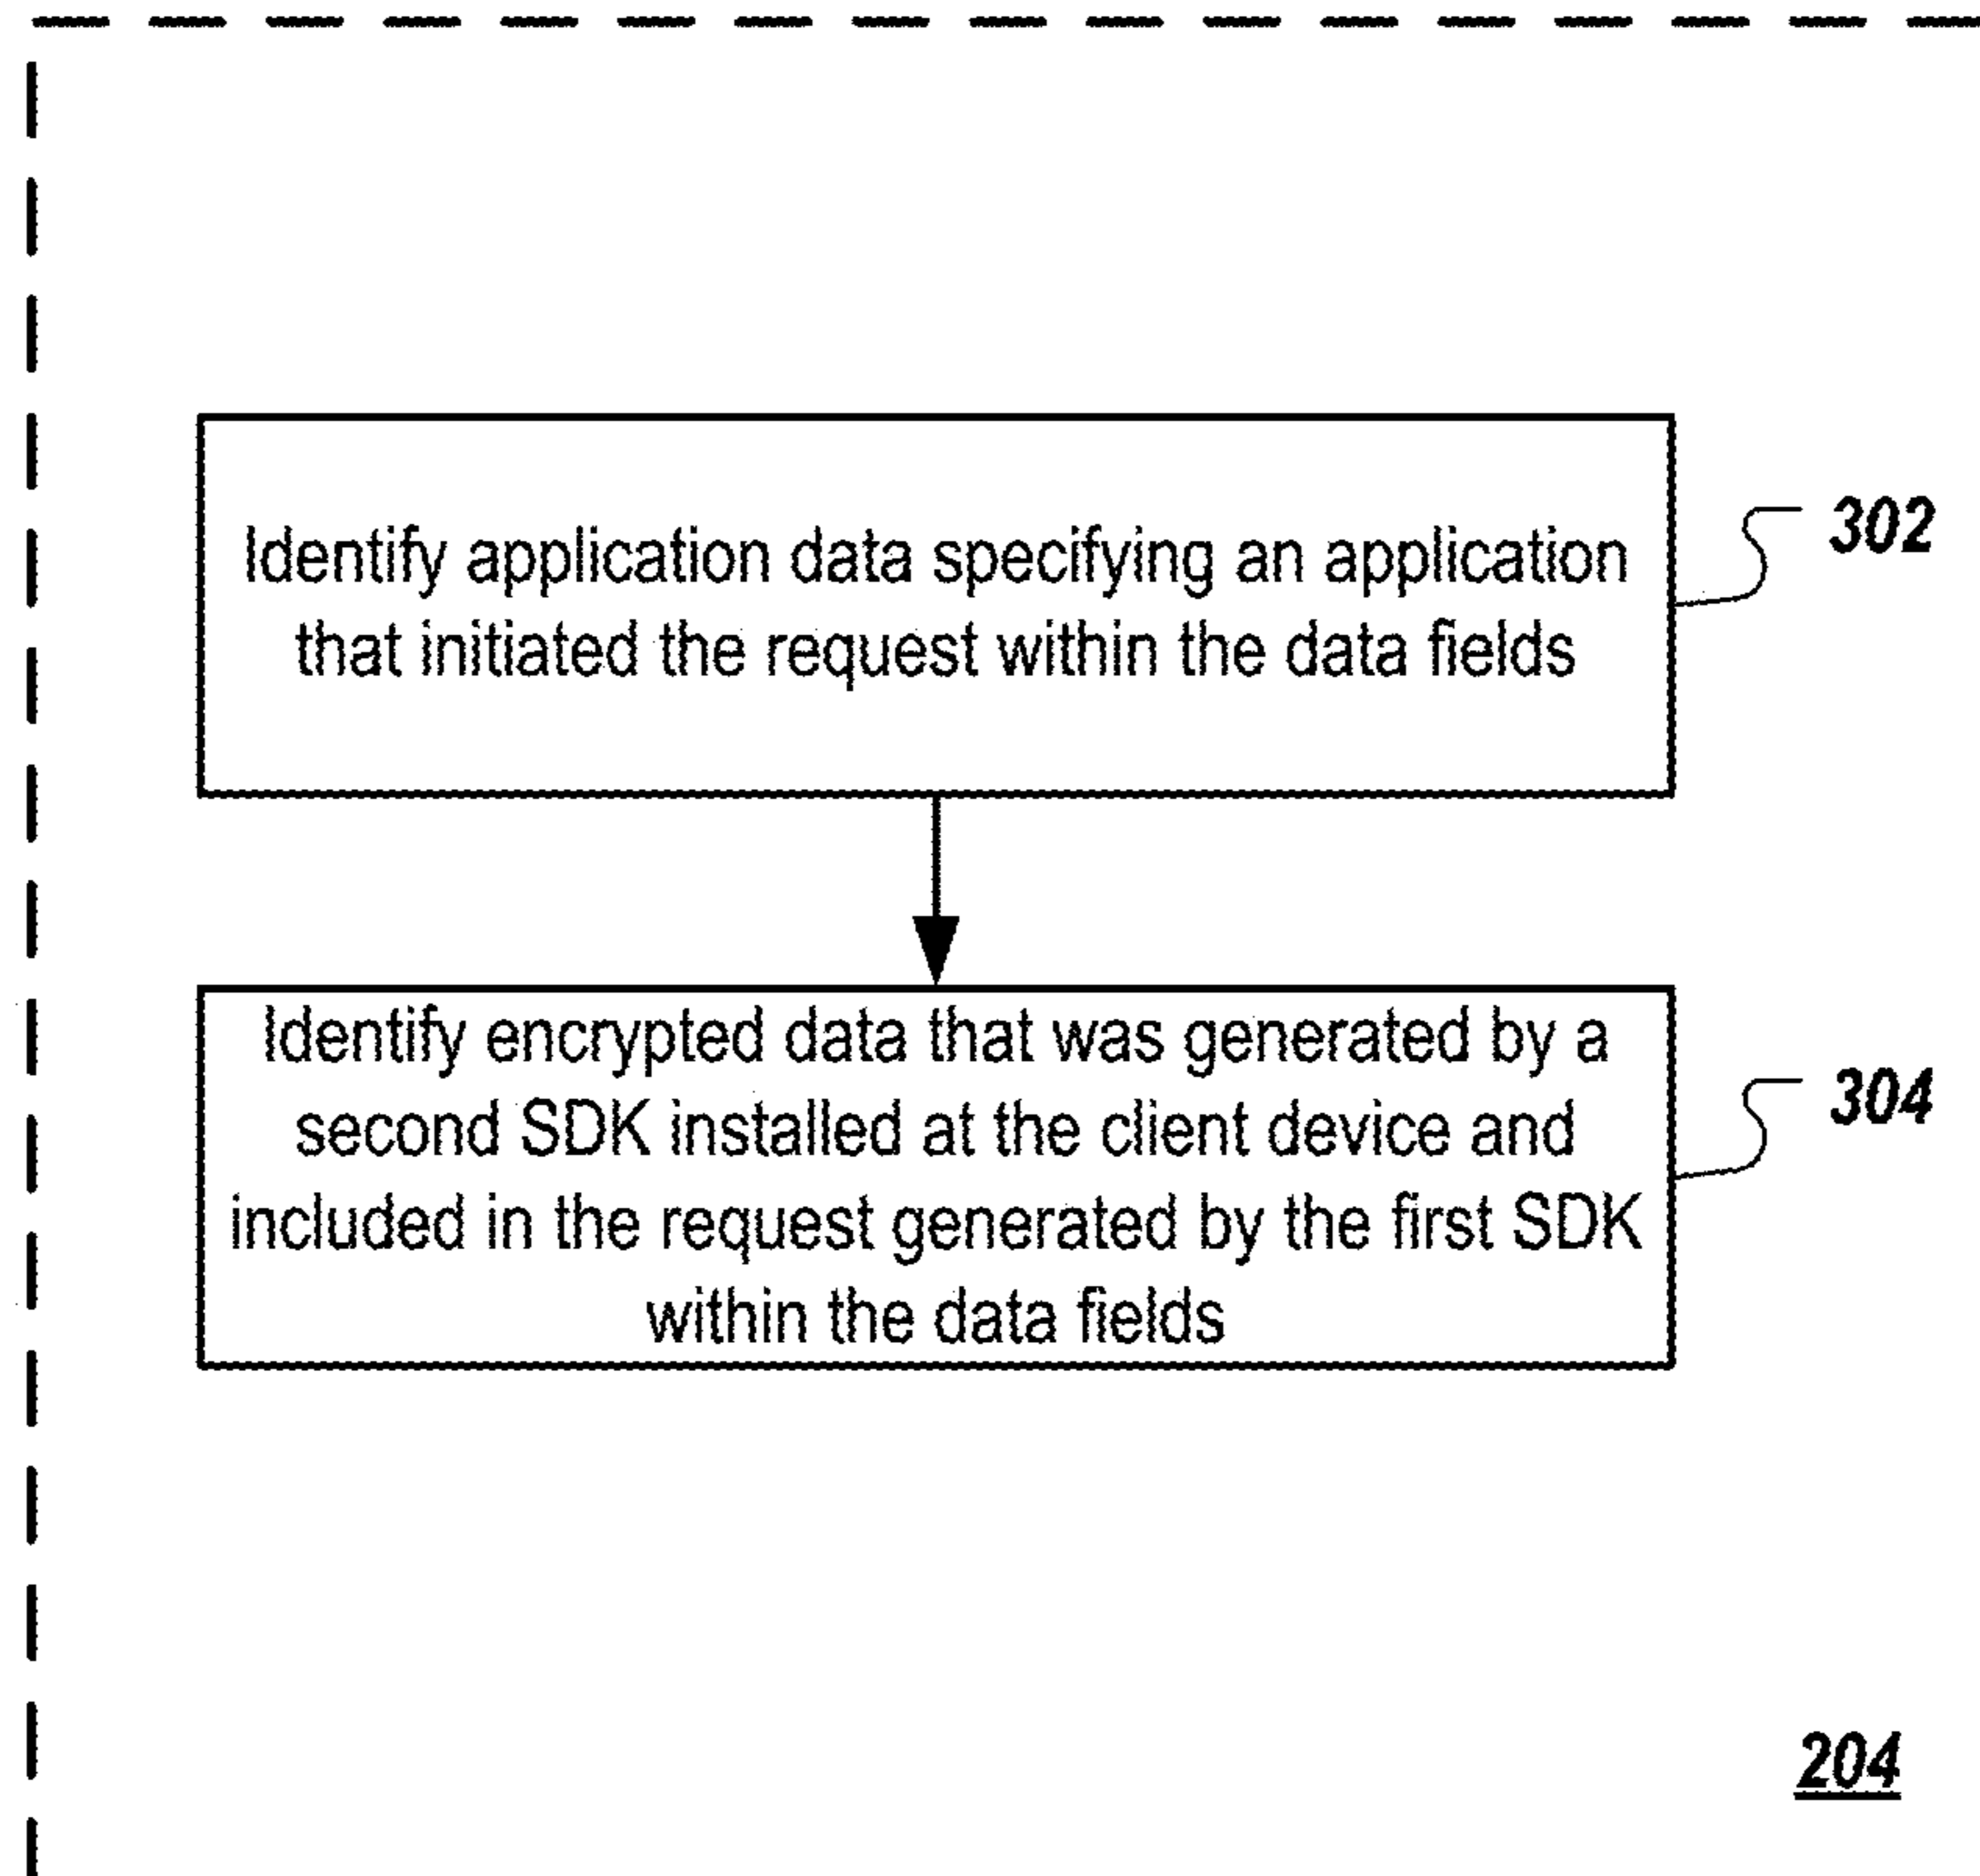 Identify application data specifying an application
that initiated the request within the data fields
302
Identify encrypted data that was generated by a
second SDK installed at the client device and
included in the request generated by the first SDK
within the data fields
304
204